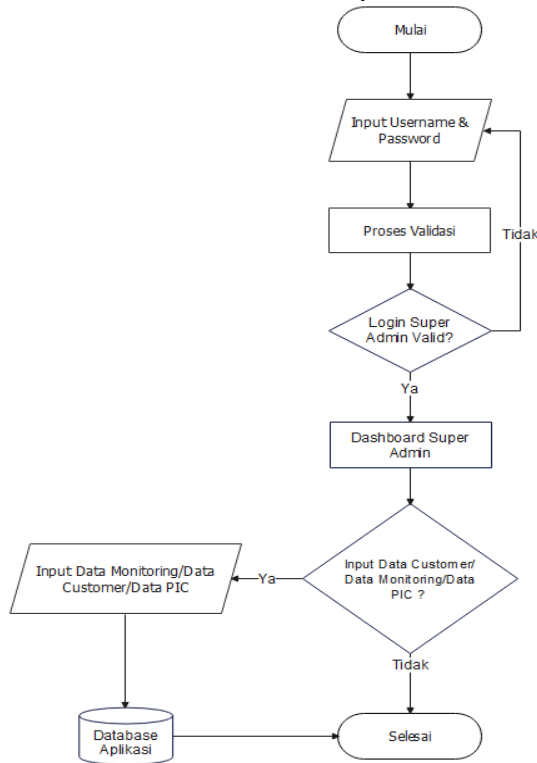 Mulai
Input Username &
Password
Proses Validasi
Tidak
Login Super
Admin Valid?
Ya
Dashboard Super
Admin
Input Data Monitoring/Data
Customer/Data PIC
Ya
Input Data Customer/
Data Monitoring/Data
PIC ?
Tidak
Database
Aplikasi
Selesai